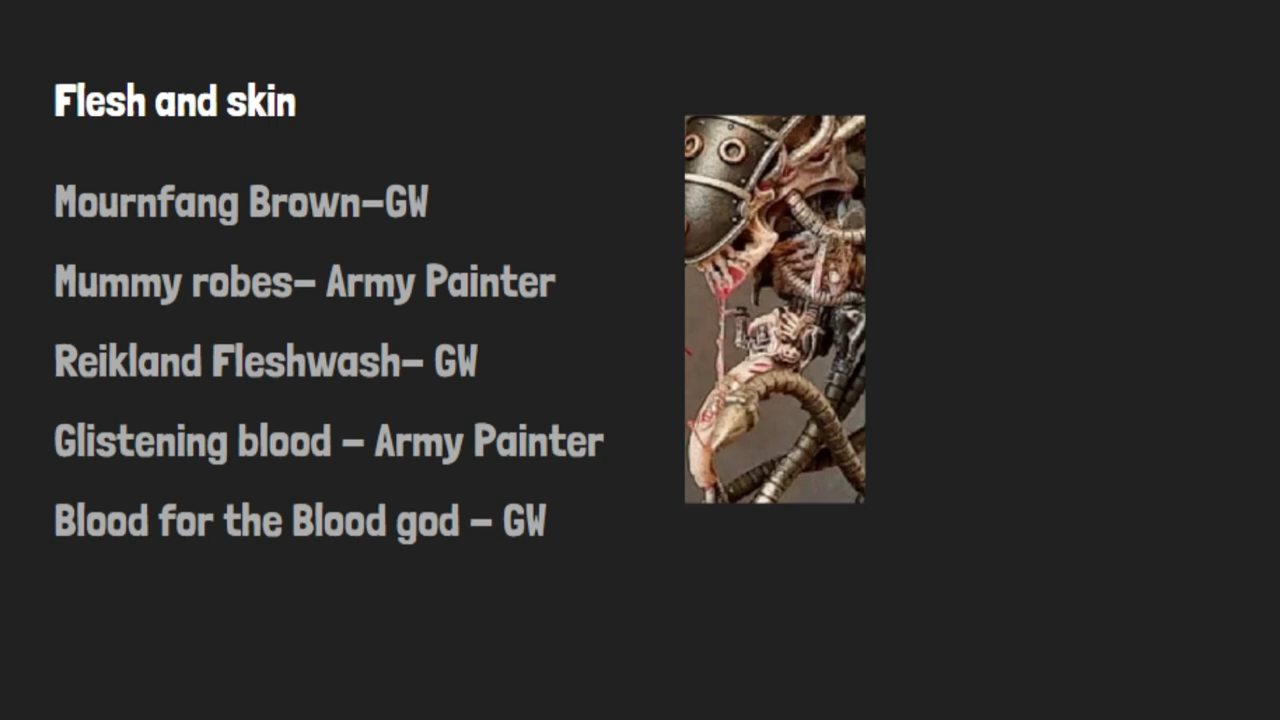 Flesh and skin
Mournfang Brown-GW
Mummy robes- Army Painter
Reikland Fleshwash- GW
Glistening blood - Army Painter
Blood for the Blood god - GW